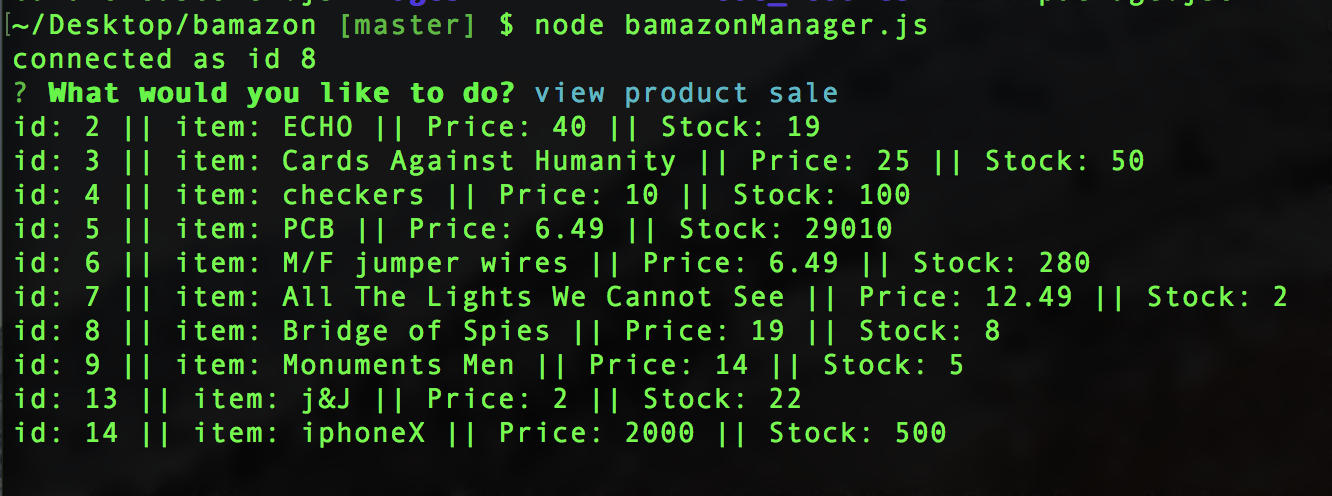 [~/Desktop/bamazon [master] $ node bamazonManager.js
connected as id 8
? What would you like to do? view product sale
id: 2 || item: ECHO || Price: 40 || Stock: 19
id: 3 || item: Cards Against Humanity || Price: 25 || Stock: 50
id: 4 || item: checkers || Price: 10 || Stock: 100
id: 5 || item: PCB || Price: 6.49 || Stock: 29010
id: 6 || item: M/F jumper wires || Price: 6.49 || Stock: 280
id: 7 || item: All The Lights We Cannot See || Price: 12.49 || Stock: 2
id: 8 || item: Bridge of Spies || Price: 19 || Stock: 8
id: 9 || item: Monuments Men || Price: 14 || Stock: 5
id: 13 || item: j&J || Price: 2 || Stock: 22
id: 14 || item: iphoneX || Price: 2000 || Stock: 500